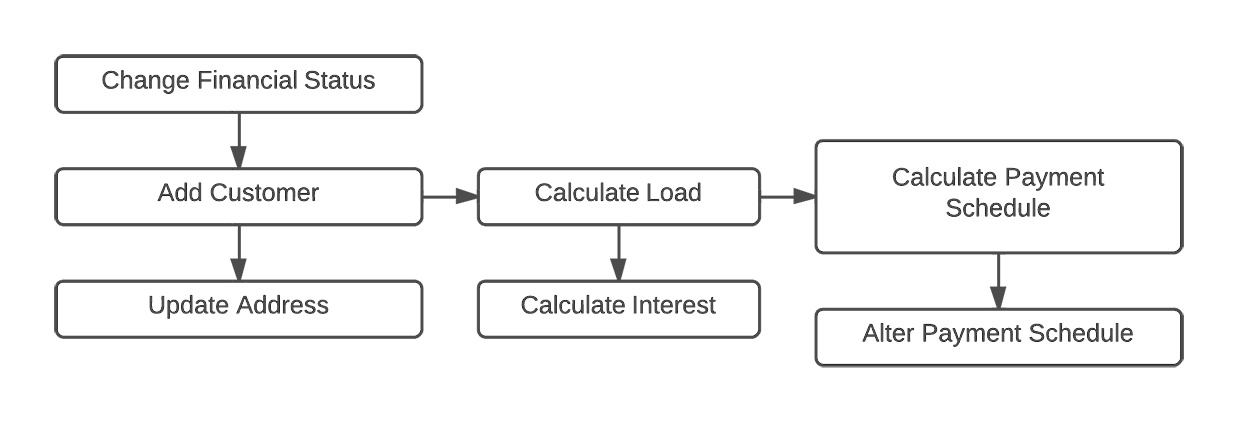 Change Financial Status
Add Customer
Update Address
Calculate Load
Calculate Interest
Calculate Payment
Schedule
Alter Payment Schedule